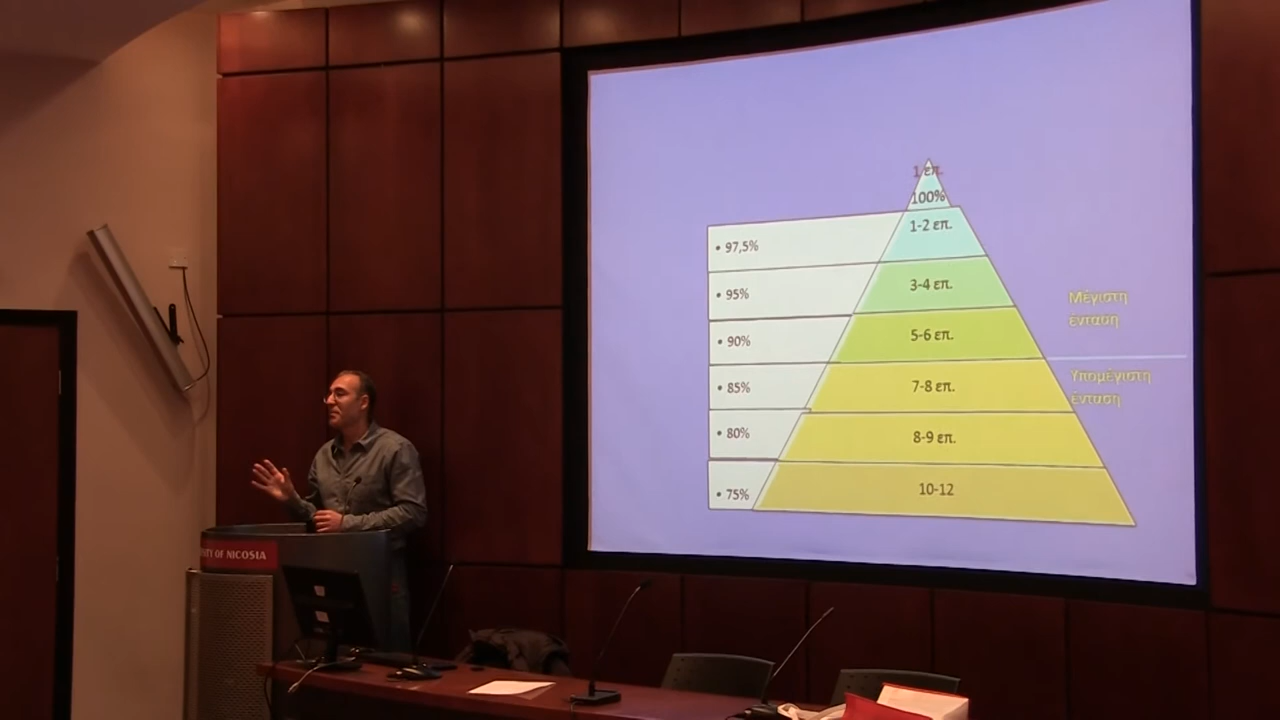 1 επ.
100%
• 97,5%
1-2 επ.
• 95%
3-4 επ.
• 90%
5-6 επ.
• 85%
7-8 επ.
• 80%
8-9 επ.
• 75%
10-12
Μέγιστη
ένταση
Υπομέγιστη
ένταση
OF NICOSIA